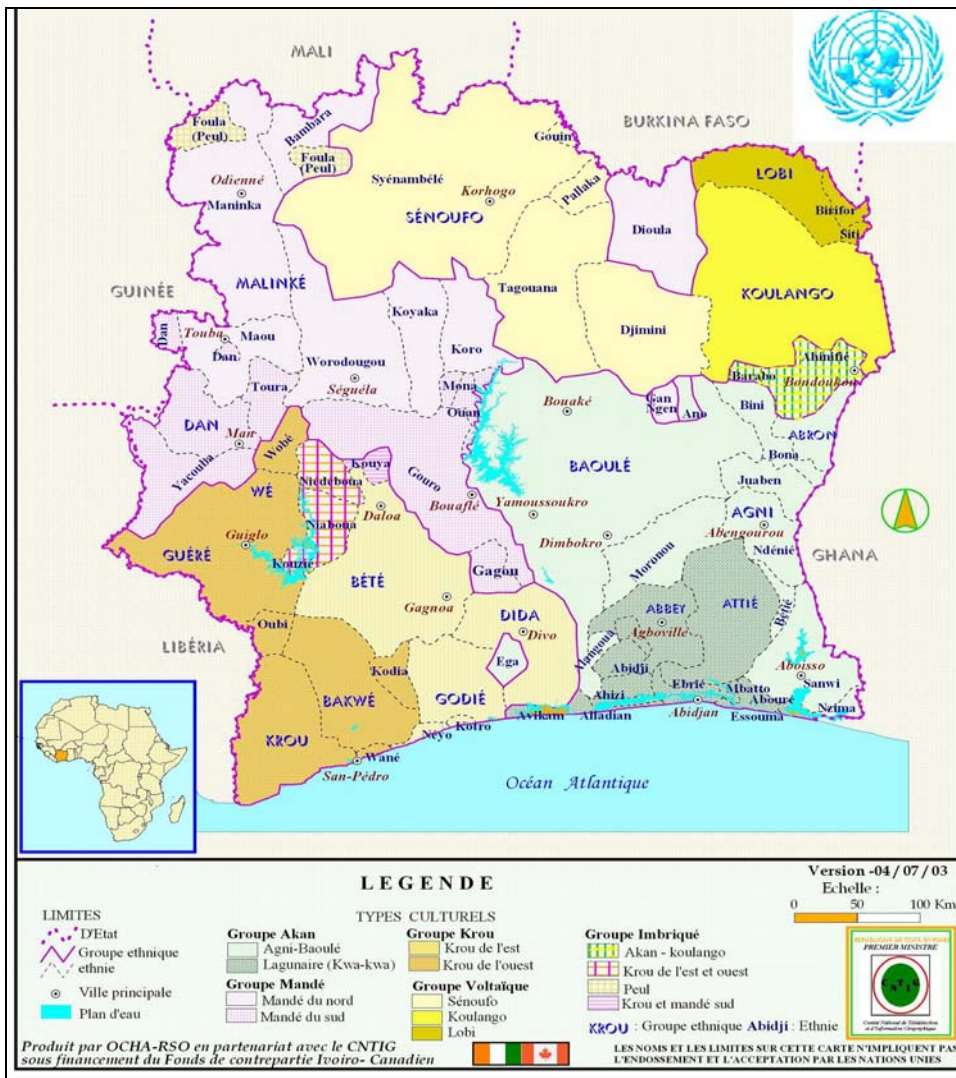 MALI
BURKINA FASO
Foula
(Peul)
Bambara
Foula
(Peul)
Gouin
Odienné
Maninka
Syénambélé
Korhogo
SÉNOUFO
Pallaka
Dioula
LOBI
Birifor
Siti
GUINÉE
MALINKÉ
Tagouana
Djimini
KOULANGO
Koyaka
Dan
Touba
Maou
Dan
Koro
Worodougou
Séguéla
Toura
Mona
Ouan
Bouaké
Gan
Ngen
Ano
Barabo
Abinifié
Bondoukou
Bini
ABRON
Bona
DAN
Man
Yacouba
Wobé
Kouya
Niédéboua
Gouro
BAOULÉ
Juaben
WÉ
Niaboua
Daloa
Bouaflé
Yamoussoukro
AGNI
Abengourou
GUÉRÉ
Guiglo
Kouzié
Dimbokro
Ndénié
GHANA
BÉTÉ
Gagou
Moronou
ATTIÉ
Gagnoa
DIDA
Divo
ABBEY
Agboville
Bétié
Oubi
LIBÉRIA
Kodia
Ega
Alangoua
Abidji
Aboisso
Sanwi
BAKWÉ
GODIÉ
Ahizi
Ebrié
Mbatto
Abouré
Nzima
KROU
Avikam
Alladian
Abidjan
Essouma
Néyo
Kotro
Wané
San-Pédro
Océan Atlantique
LEGENDE
Version -04/07/03
Echelle :
0 50 100 Km
LIMITES
D'Etat
Groupe ethnique
ethnie
Ville principale
Plan d'eau
TYPES CULTURELS
Groupe Akan
Agni-Baoulé
Lagunaire (Kwa-kwa)
Groupe Mandé
Mandé du nord
Mandé du sud
Groupe Krou
Krou de l'est
Krou de l'ouest
Groupe Voltaïque
Sénoufo
Koulango
Lobi
Groupe Imbriqué
Akan - koulango
Krou de l'est et ouest
Peul
Krou et mandé sud
KROU : Groupe ethnique Abidji : Ethnie
PREMIER MINISTRE
CNTIG
Comité National de Télédétection
et d'Information Géographique
Produit par OCHA-RSO en partenariat avec le CNTIG
sous financement du Fonds de contrepartie Ivoiro- Canadien
LES NOMS ET LES LIMITES SUR CETTE CARTE N'IMPLIQUENT PAS
L'ENDOSSEMENT ET L'ACCEPTATION PAR LES NATIONS UNIES